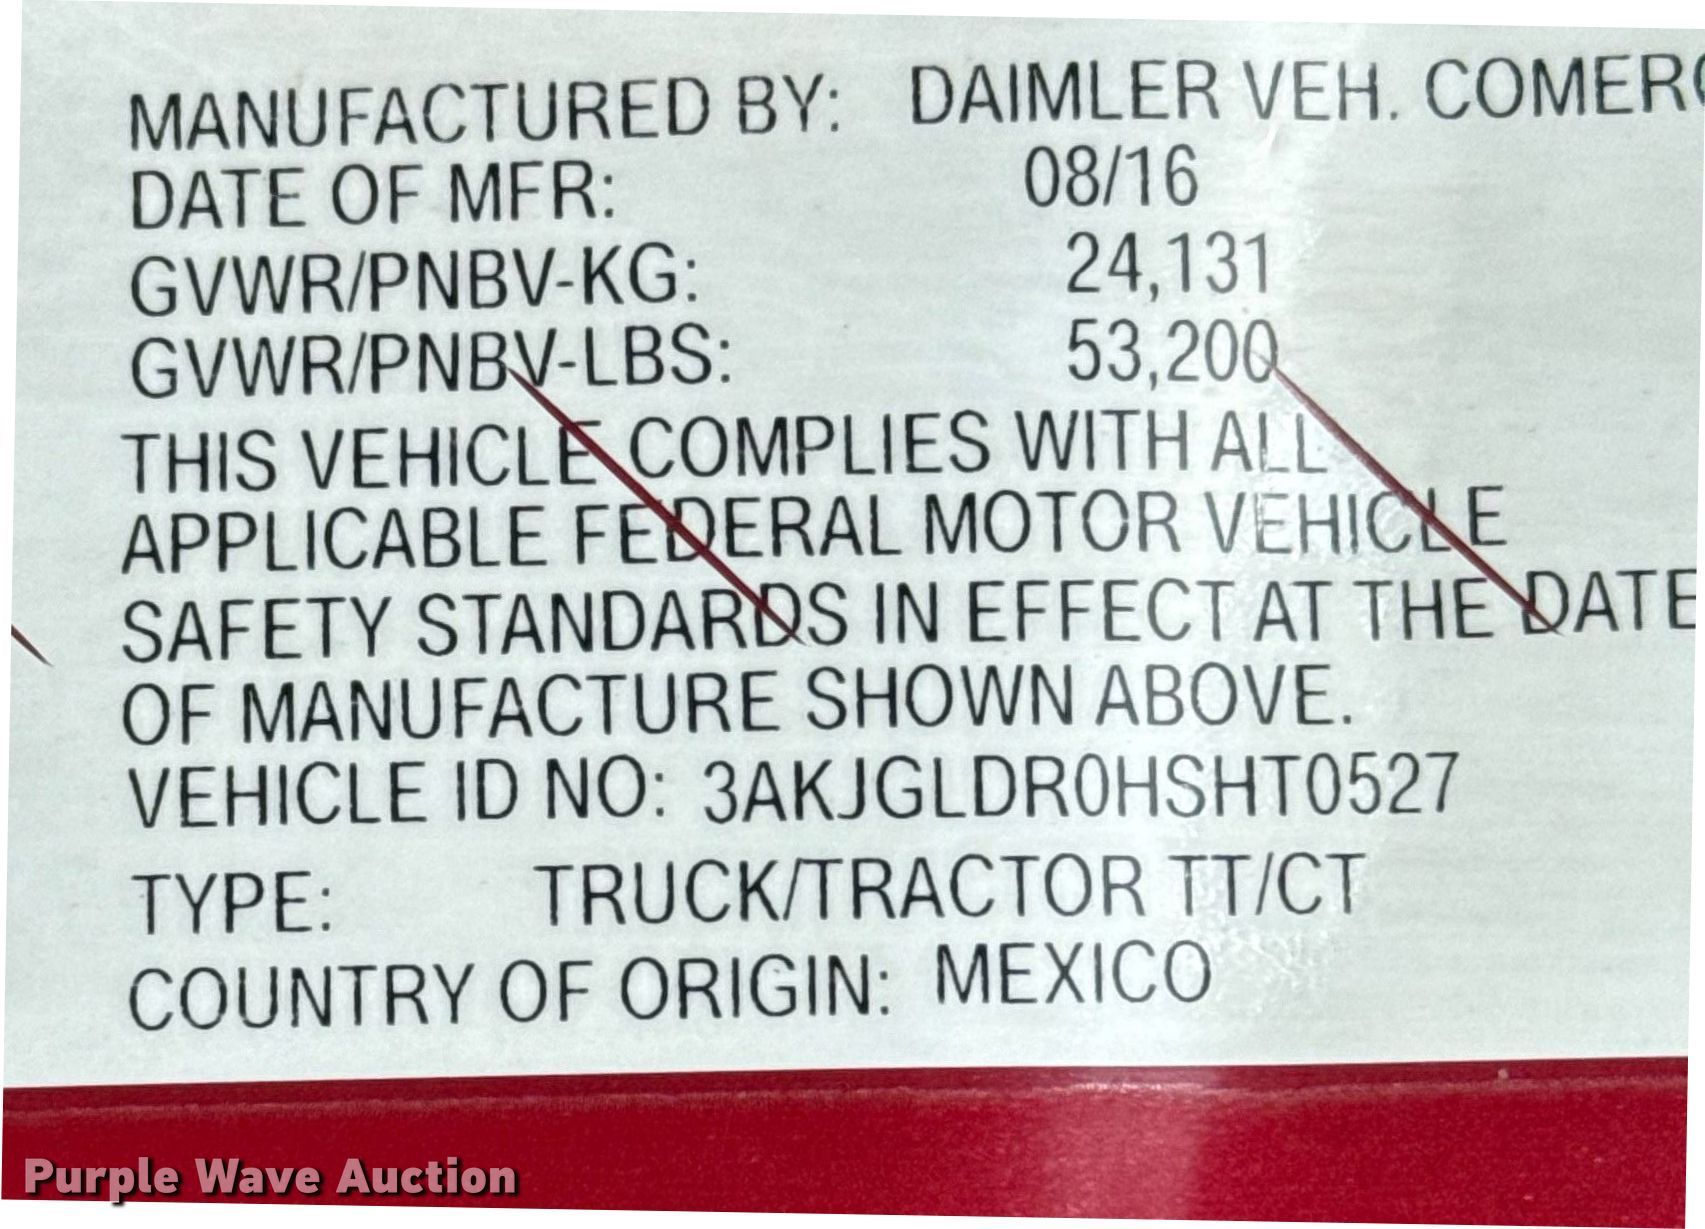 MANUFACTURED BY: DAIMLER VEH. COMERC
DATE OF MFR: 08/16
GVWR/PNBV-KG: 24,131
GVWR/PNBV-LBS: 53,200
THIS VEHICLE COMPLIES WITH ALL
APPLICABLE FEDERAL MOTOR VEHICLE
SAFETY STANDARDS IN EFFECT AT THE DATE
OF MANUFACTURE SHOWN ABOVE.
VEHICLE ID NO: 3AKJGLDR0HSHT0527
TYPE: TRUCK/TRACTOR TT/CT
COUNTRY OF ORIGIN: MEXICO
Purple Wave Auction